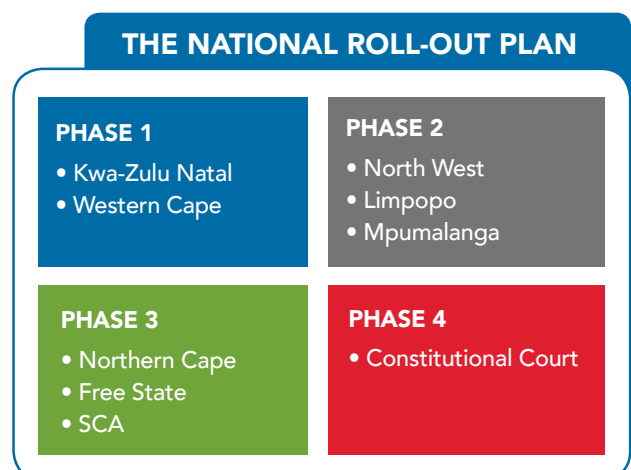 THE NATIONAL ROLL-OUT PLAN
PHASE 1
• Kwa-Zulu Natal
• Western Cape
PHASE 2
• North West
• Limpopo
• Mpumalanga
PHASE 3
• Northern Cape
• Free State
• SCA
PHASE 4
• Constitutional Court